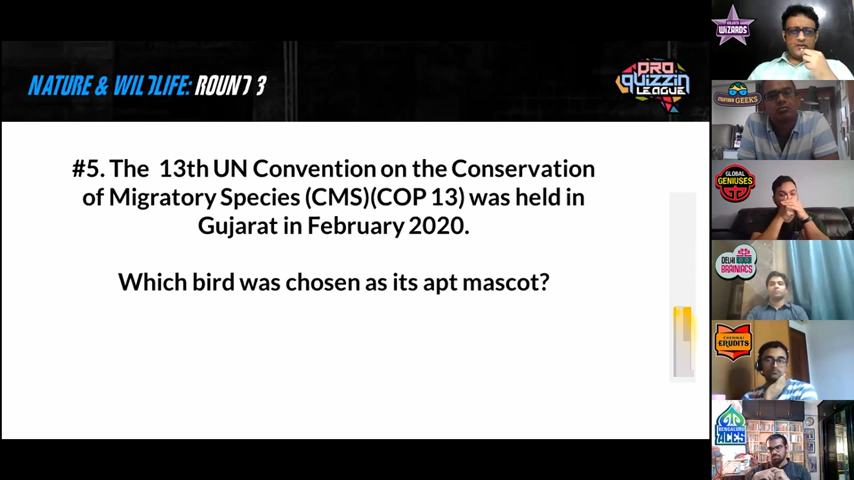 NATURE & WILDLIFE: ROUND 3
PRO
QUIZZIN
LEAGUE
#5. The 13th UN Convention on the Conservation
of Migratory Species (CMS)(COP 13) was held in
Gujarat in February 2020.
Which bird was chosen as its apt mascot?
WIZARDS
GEEKS
GLOBAL
GENIUSES
DELHI
BRAINIACS
CHENNAI
ERUDITS
BENGALURU
ACES